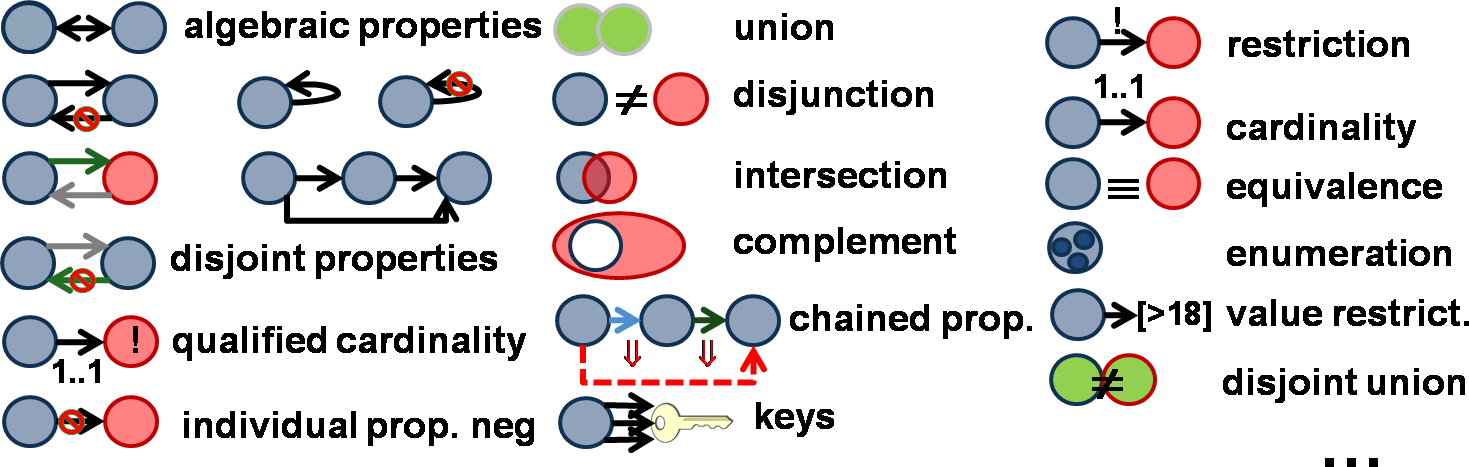 algebraic properties
disjoint properties
!
qualified cardinality
1..1
individual prop. neg
union
≠
disjunction
intersection
complement
chained prop.
⇓ ⇓
keys
!
restriction
1..1
cardinality
≡
equivalence
enumeration
[>18]
value restrict.
≠
disjoint union
...